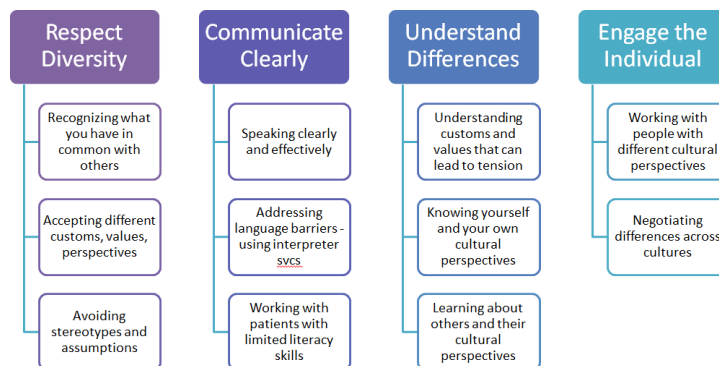 Respect
Diversity
Recognizing what
you have in
common with
others
Accepting different
customs, values,
perspectives
Avoiding
stereotypes and
assumptions
Communicate
Clearly
Speaking clearly
and effectively
Addressing
language barriers -
using interpreter
svcs
Working with
patients with
limited literacy
skills
Understand
Differences
Understanding
customs and
values that can
lead to tension
Knowing yourself
and your own
cultural
perspectives
Learning about
others and their
cultural
perspectives
Engage the
Individual
Working with
people with
different cultural
perspectives
Negotiating
differences across
cultures